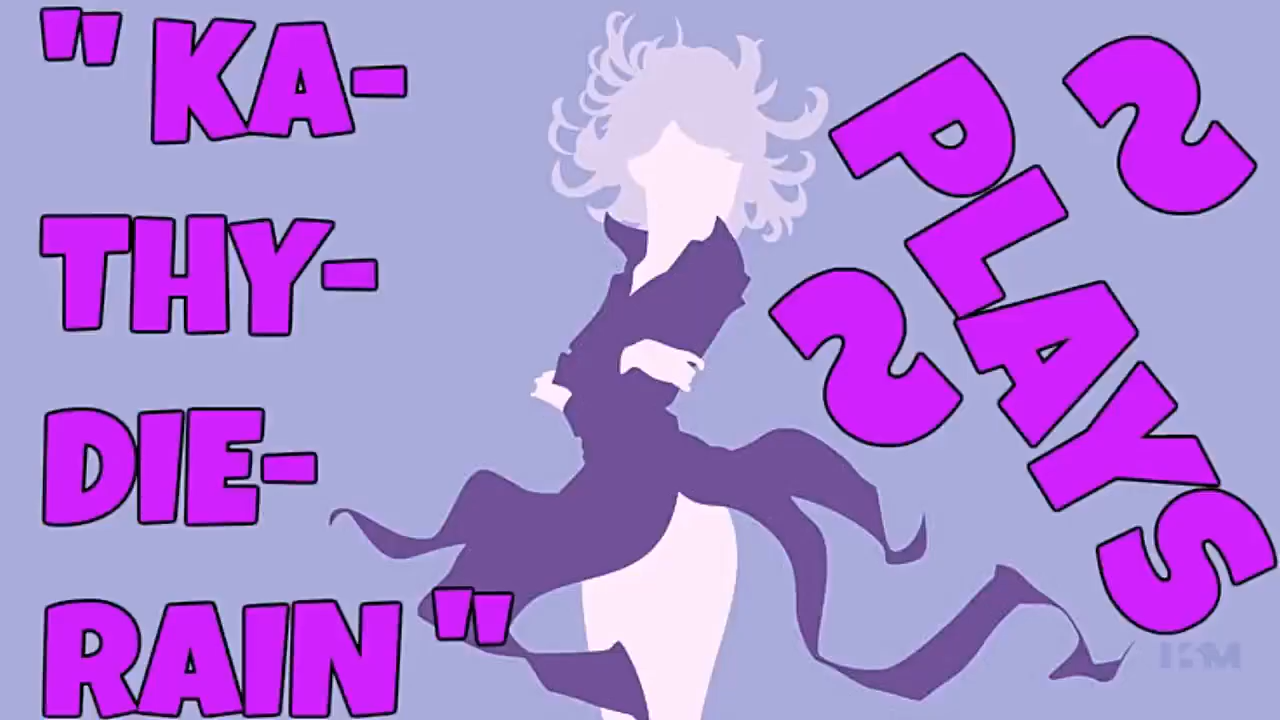 " KA-
THY-
DIE-
RAIN "
S
PLAYS
S